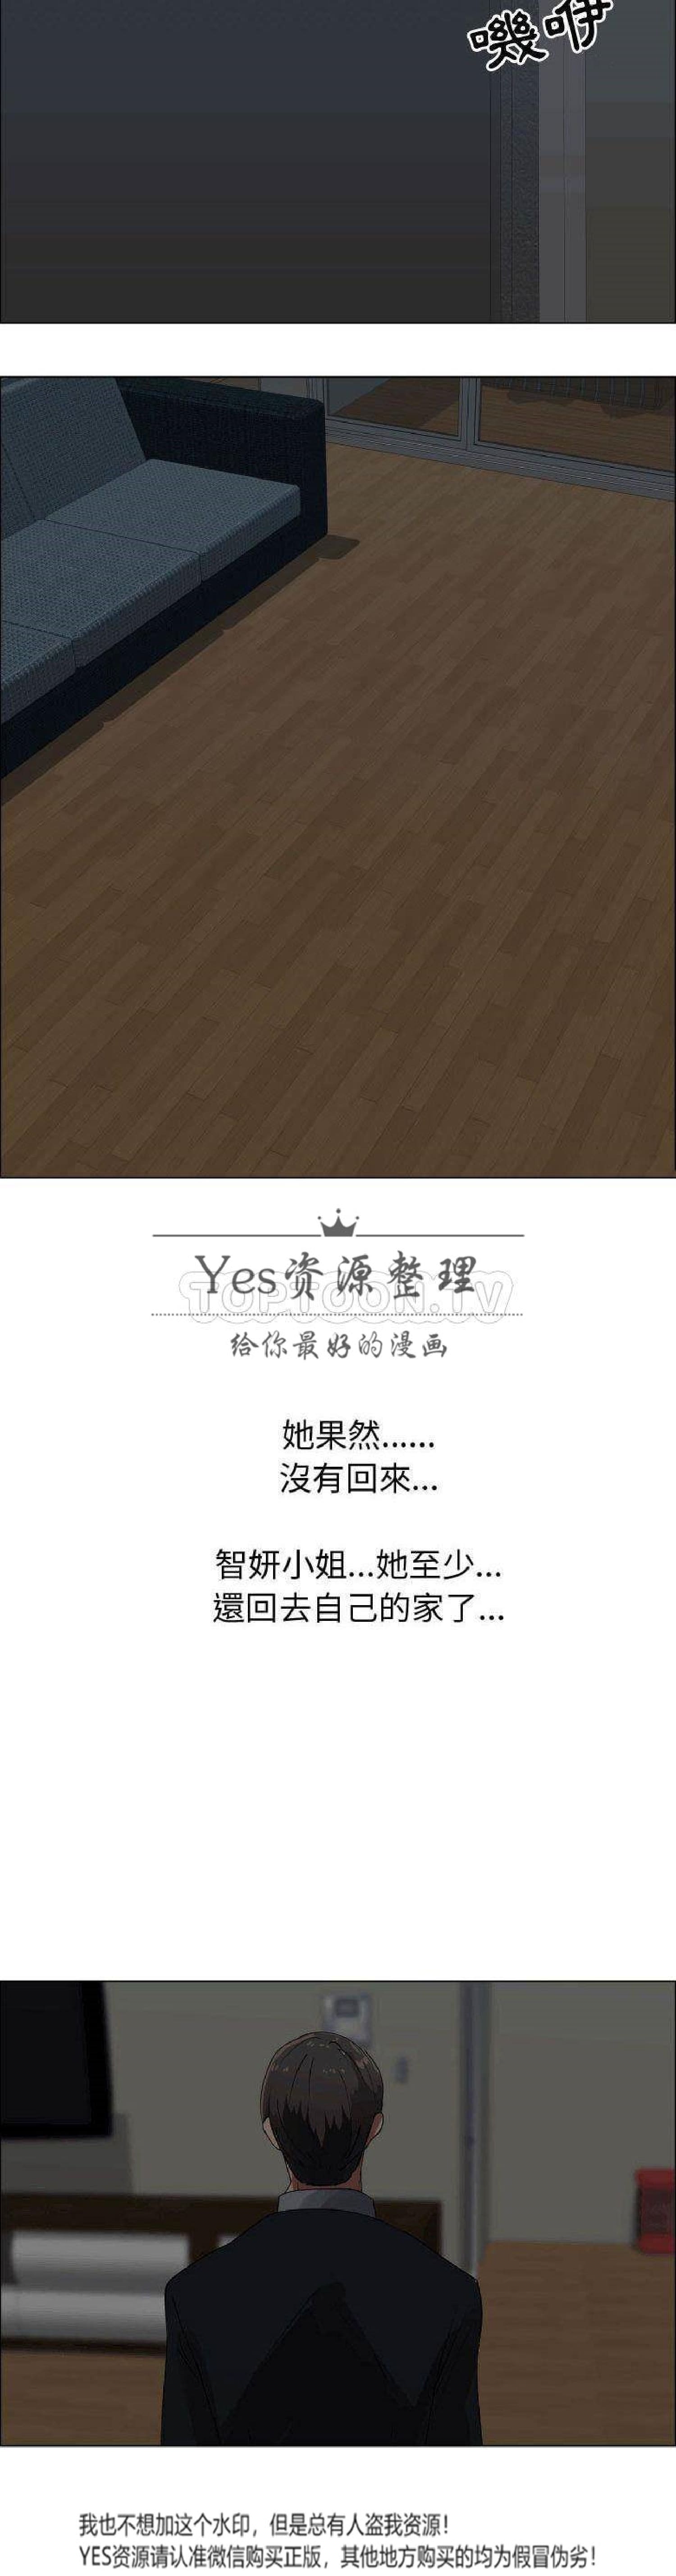 嘰咿
Yes资源整理
TOPTOON.TV
给你最好的漫画
她果然......
沒有回來...
智妍小姐...她至少...
還回去自己的家了...
我也不想加这个水印，但是总有人盗我资源！
YES资源请认准微信购买正版，其他地方购买的均为假冒伪劣！